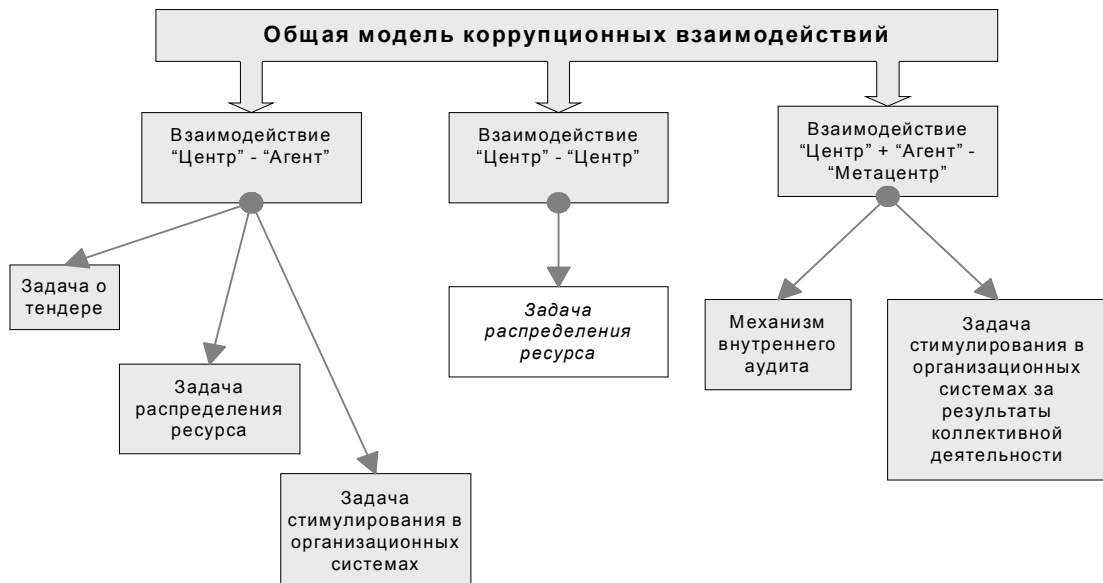 Общая модель коррупционных взаимодействий
Взаимодействие
“Центр” - “Агент”
Взаимодействие
“Центр” - “Центр”
Взаимодействие
“Центр” + “Агент” -
“Метацентр”
Задача о
тендере
Задача
распределения
ресурса
Задача
стимулирования в
организационных
системах
Задача
распределения
ресурса
Механизм
внутреннего
аудита
Задача
стимулирования в
организационных
системах за
результаты
коллективной
деятельности